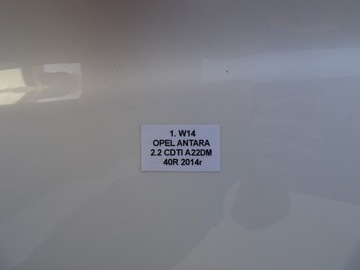 1. W14
OPEL ANTARA
2.2 CDTI A22DM
40R 2014r